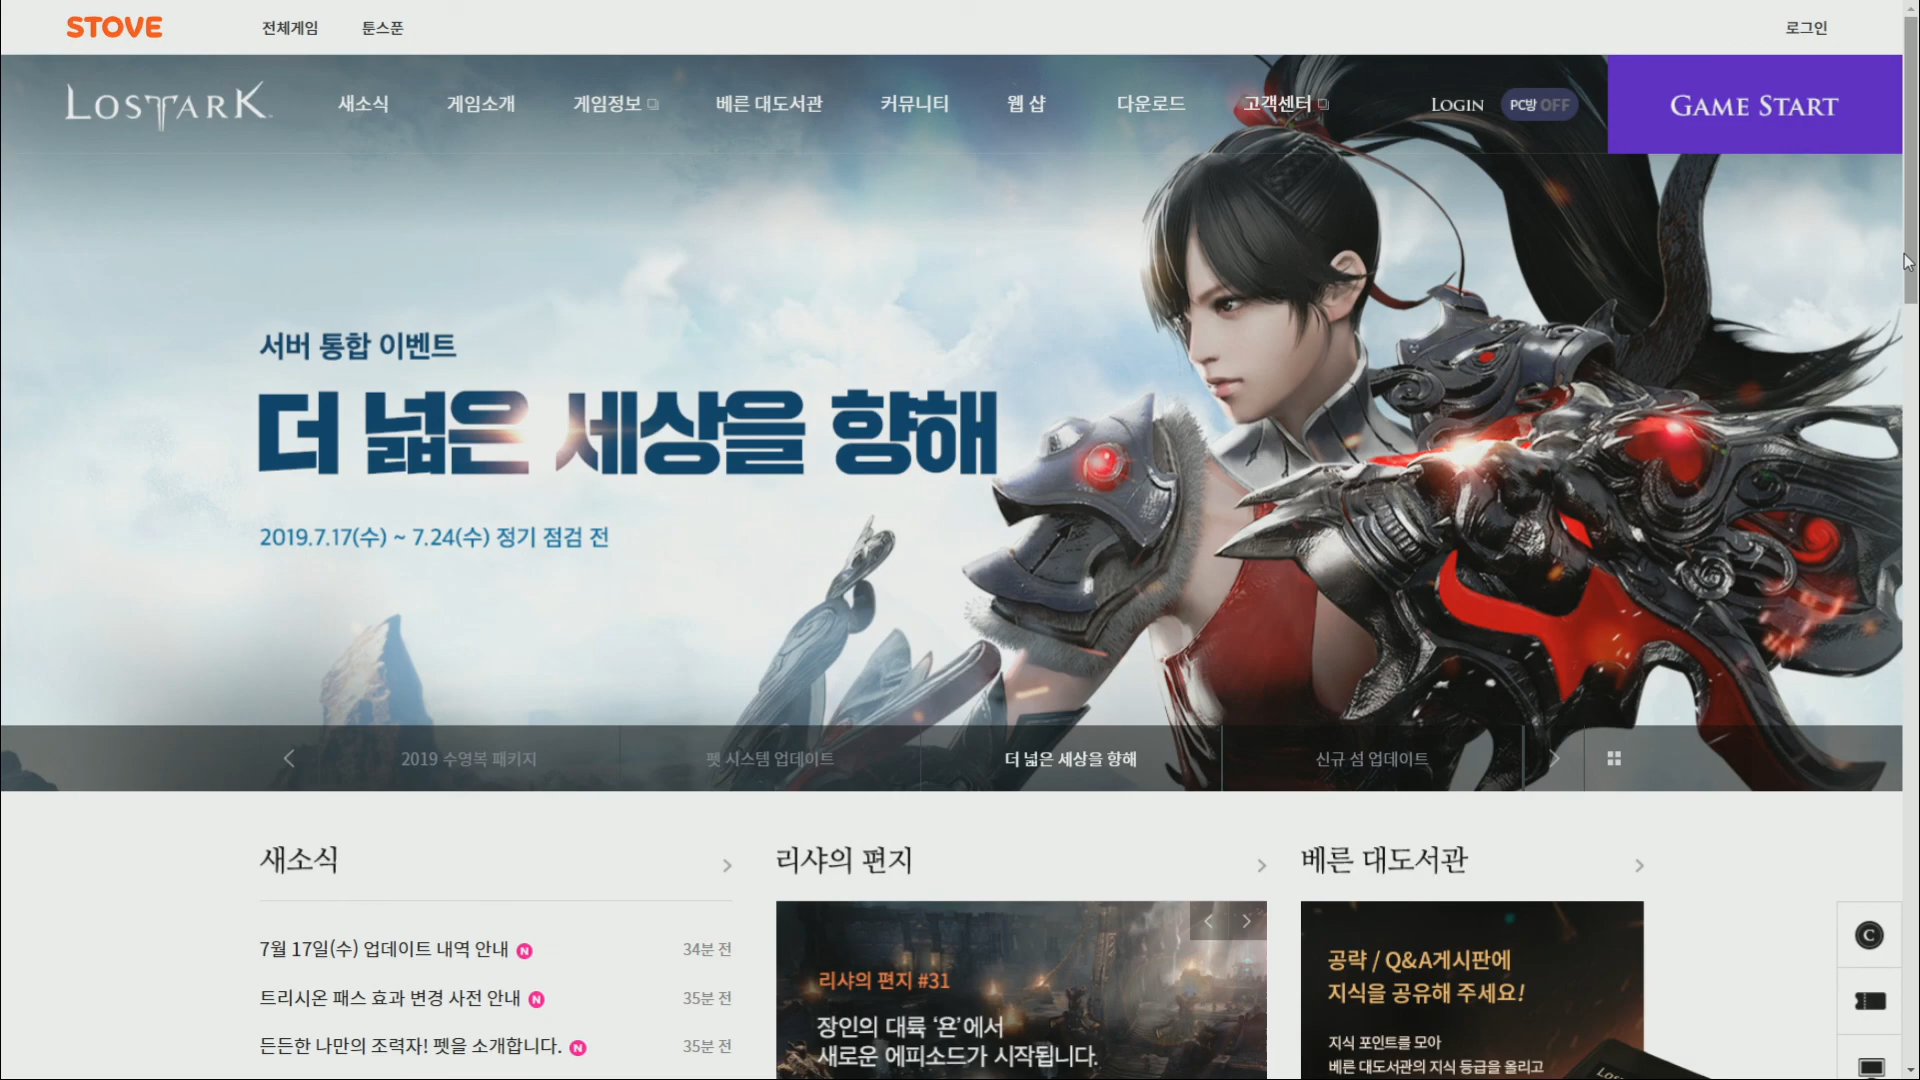 STOVE
전체게임
툰스푼
로그인
LOSTARK
새소식
게임소개
게임정보
베른 대도서관
커뮤니티
웹 샵
다운로드
고객센터
LOGIN
PC방 OFF
GAME START
서버 통합 이벤트
더 넓은 세상을 향해
2019.7.17(수) ~ 7.24(수) 정기 점검 전
2019 수영복 패키지
펫 시스템 업데이트
더 넓은 세상을 향해
신규 섬 업데이트
새소식
7월 17일(수) 업데이트 내역 안내 N
34분 전
트리시온 패스 효과 변경 사전 안내 N
35분 전
든든한 나만의 조력자! 펫을 소개합니다. N
35분 전
리샤의 편지
리샤의 편지 #31
장인의 대륙 ‘욘’에서
새로운 에피소드가 시작됩니다.
베른 대도서관
공략 / Q&A게시판에
지식을 공유해 주세요!
지식 포인트를 모아
베른 대도서관의 지식 등급을 올리고
C